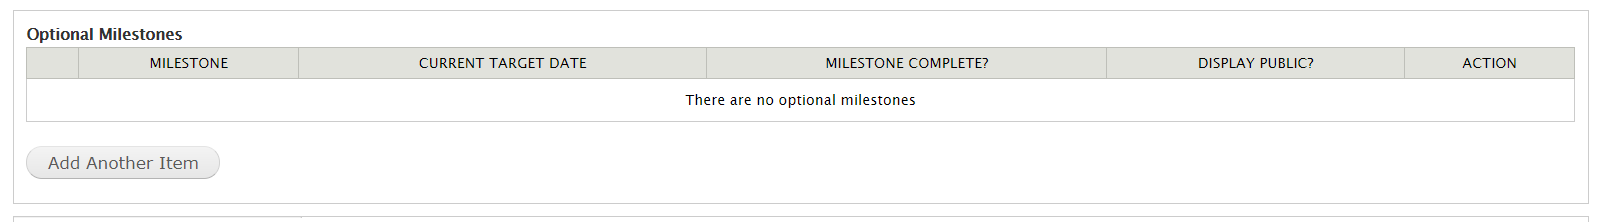 Optional Milestones
MILESTONE CURRENT TARGET DATE MILESTONE COMPLETE? DISPLAY PUBLIC? ACTION
There are no optional milestones
Add Another Item